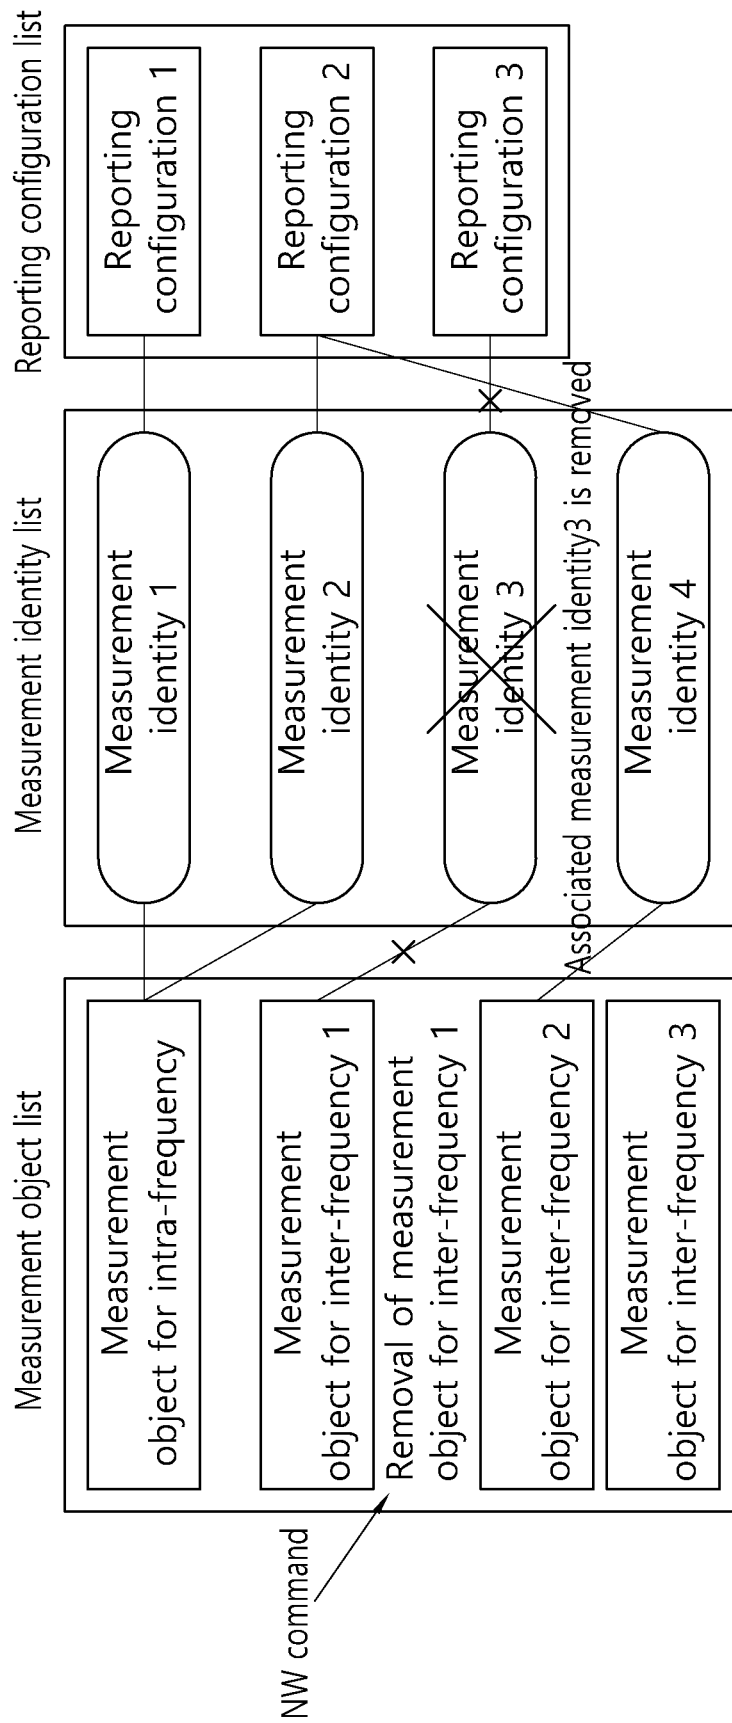 Measurement object list
Measurement
object for intra-frequency
Measurement
object for inter-frequency 1
Removal of measurement
object for inter-frequency 1
Measurement
object for inter-frequency 2
Measurement
object for inter-frequency 3
NW command
Measurement identity list
Measurement
identity 1
Measurement
identity 2
Measurement
identity 3
Associated measurement identity3 is removed
Measurement
identity 4
Reporting configuration list
Reporting
configuration 1
Reporting
configuration 2
Reporting
configuration 3